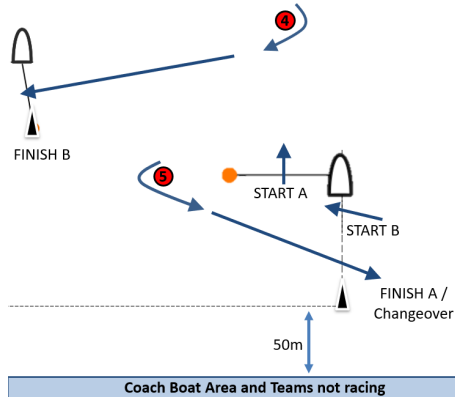 4
FINISH B
5
START A
START B
FINISH A /
Changeover
50m
Coach Boat Area and Teams not racing